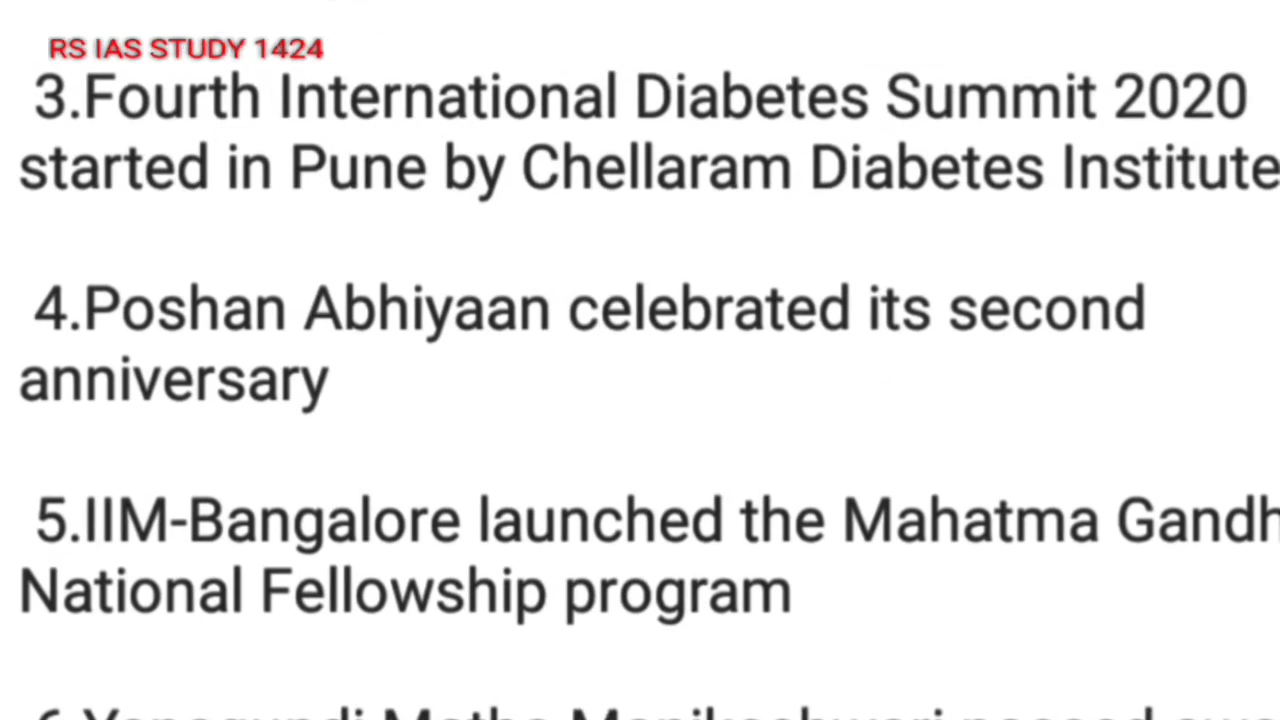 RS IAS STUDY 1424
3.Fourth International Diabetes Summit 2020
started in Pune by Chellaram Diabetes Institute
4.Poshan Abhiyaan celebrated its second
anniversary
5.IIM-Bangalore launched the Mahatma Gandh
National Fellowship program